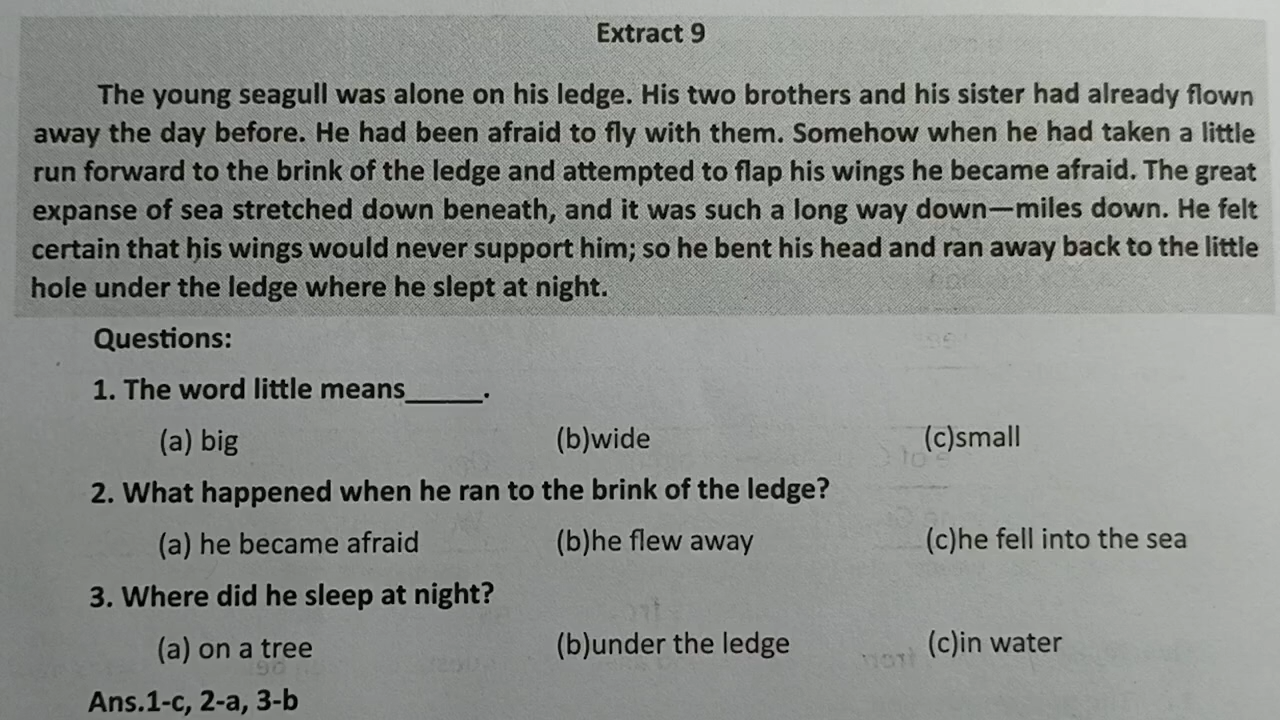 Extract 9
The young seagull was alone on his ledge. His two brothers and his sister had already flown
away the day before. He had been afraid to fly with them. Somehow when he had taken a little
run forward to the brink of the ledge and attempted to flap his wings he became afraid. The great
expanse of sea stretched down beneath, and it was such a long way down—miles down. He felt
certain that his wings would never support him; so he bent his head and ran away back to the little
hole under the ledge where he slept at night.
Questions:
1. The word little means_____.
(a) big (b)wide (c)small
2. What happened when he ran to the brink of the ledge?
(a) he became afraid (b)he flew away (c)he fell into the sea
3. Where did he sleep at night?
(a) on a tree (b)under the ledge (c)in water
Ans.1-c, 2-a, 3-b